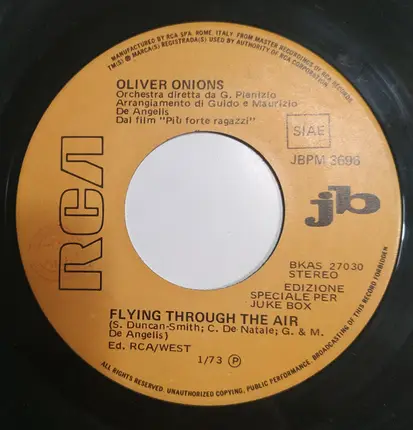 MANUFACTURED BY RCA SPA. ROME ITALY, FROM MASTER RECORDINGS OF RCA RECORDS
TM(S) ® MARCA(S) REGISTRADA(S) USED BY AUTHORITY OF RCA CORPORATION
OLIVER ONIONS
Orchestra diretta da G. Plenizio
Arrangiamento di Guido e Maurizio
De Angelis
Dal film "Più forte ragazzi"
SIAE
JBPM 3696
RCA
jb
BKAS 27030
STEREO
EDIZIONE
SPECIALE PER
JUKE BOX
FLYING THROUGH THE AIR
(S. Duncan-Smith; C. De Natale; G. & M.
De Angelis)
Ed. RCA/WEST
1/73 Ⓟ
ALL RIGHTS RESERVED. UNAUTHORIZED COPYING, PUBLIC PERFORMANCE, BROADCASTING OF THIS RECORD FORBIDDEN